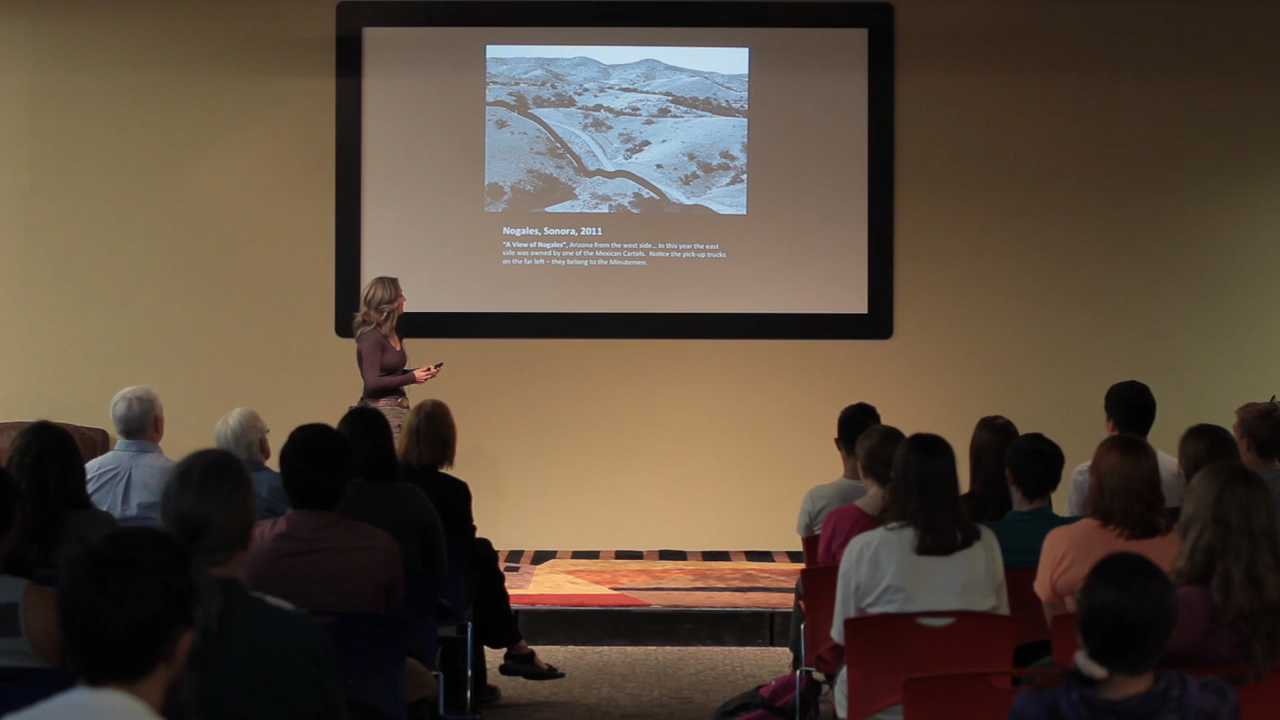 Nogales, Sonora, 2011
"A View of Nogales", Arizona from the west side... In this year the east
side was owned by one of the Mexican Cartels. Notice the pick-up trucks
on the far left – they belong to the Minutemen.